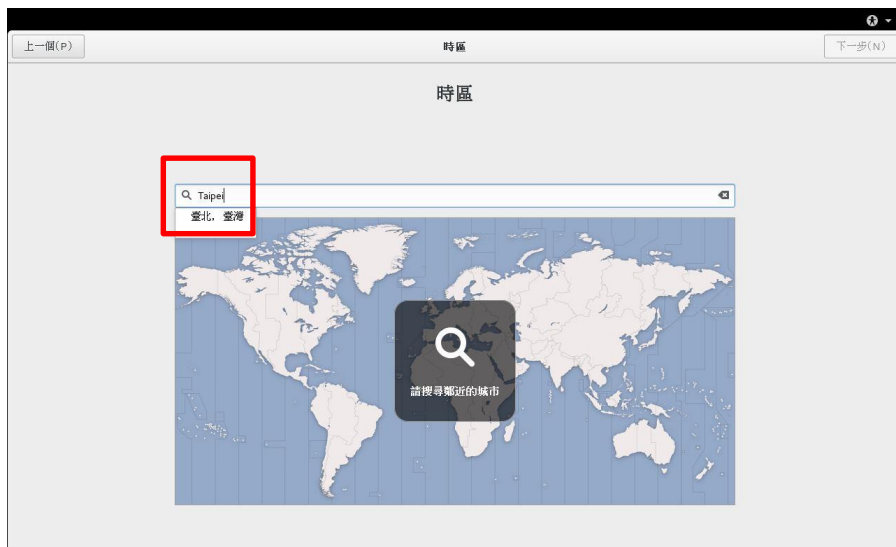 上一個(P)
時區
下一步(N)
時區
Taipei
臺北, 臺灣
請搜尋鄰近的城市